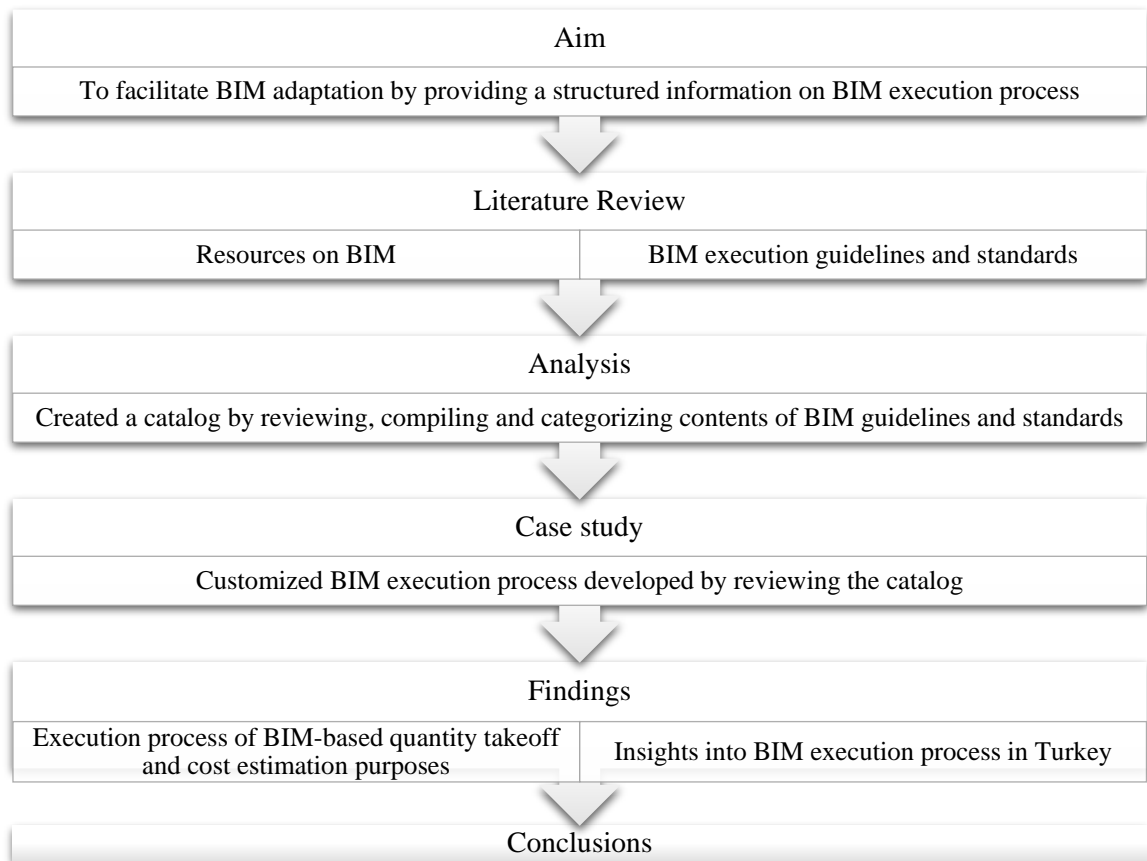 Aim
To facilitate BIM adaptation by providing a structured information on BIM execution process
Literature Review
Resources on BIM
BIM execution guidelines and standards
Analysis
Created a catalog by reviewing, compiling and categorizing contents of BIM guidelines and standards
Case study
Customized BIM execution process developed by reviewing the catalog
Findings
Execution process of BIM-based quantity takeoff
and cost estimation purposes
Insights into BIM execution process in Turkey
Conclusions